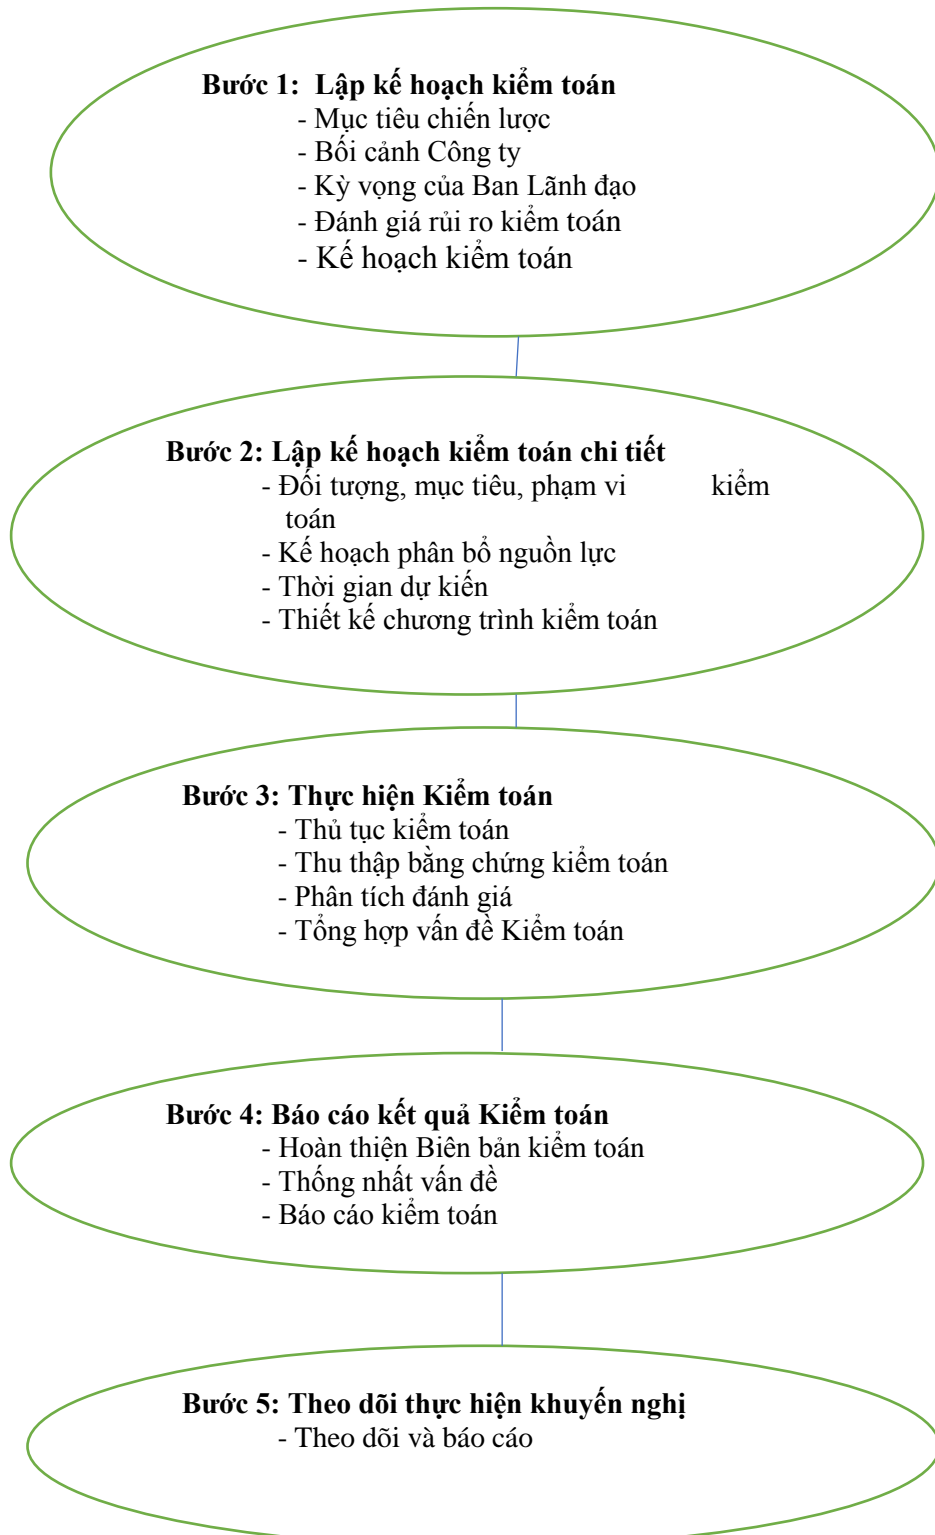 Bước 1: Lập kế hoạch kiểm toán
- Mục tiêu chiến lược
- Bối cảnh Công ty
- Kỳ vọng của Ban Lãnh đạo
- Đánh giá rủi ro kiểm toán
- Kế hoạch kiểm toán
Bước 2: Lập kế hoạch kiểm toán chi tiết
- Đối tượng, mục tiêu, phạm vi kiểm
toán
- Kế hoạch phân bổ nguồn lực
- Thời gian dự kiến
- Thiết kế chương trình kiểm toán
Bước 3: Thực hiện Kiểm toán
- Thủ tục kiểm toán
- Thu thập bằng chứng kiểm toán
- Phân tích đánh giá
- Tổng hợp vấn đề Kiểm toán
Bước 4: Báo cáo kết quả Kiểm toán
- Hoàn thiện Biên bản kiểm toán
- Thống nhất vấn đề
- Báo cáo kiểm toán
Bước 5: Theo dõi thực hiện khuyến nghị
- Theo dõi và báo cáo